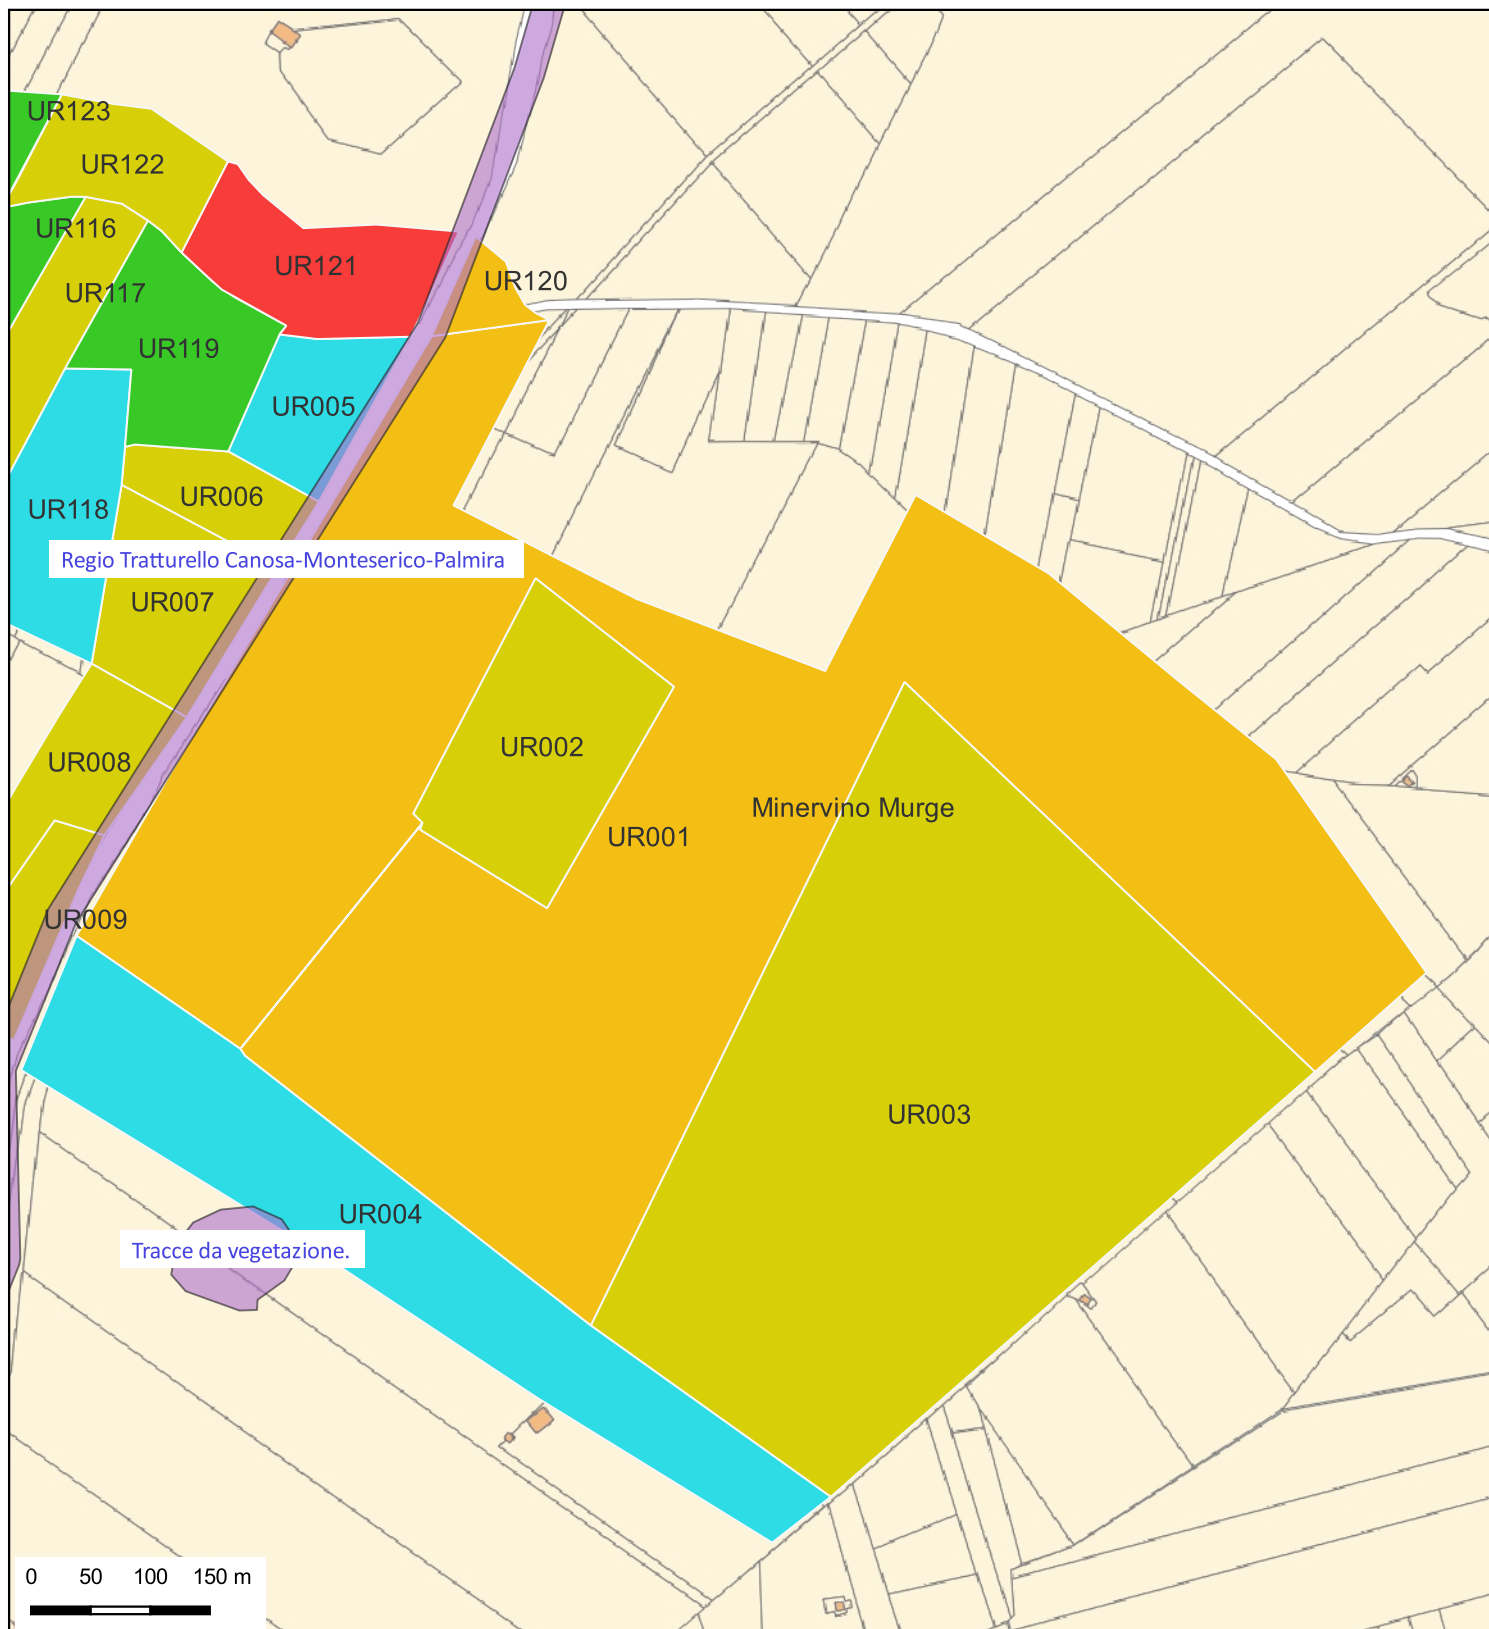 UR123
UR122
UR116
UR121
UR120
UR117
UR119
UR005
UR006
UR118
Regio Tratturello Canosa-Monteserico-Palmira
UR007
UR002
UR008
Minervino Murge
UR001
UR009
UR003
UR004
Tracce da vegetazione.
0 50 100 150 m